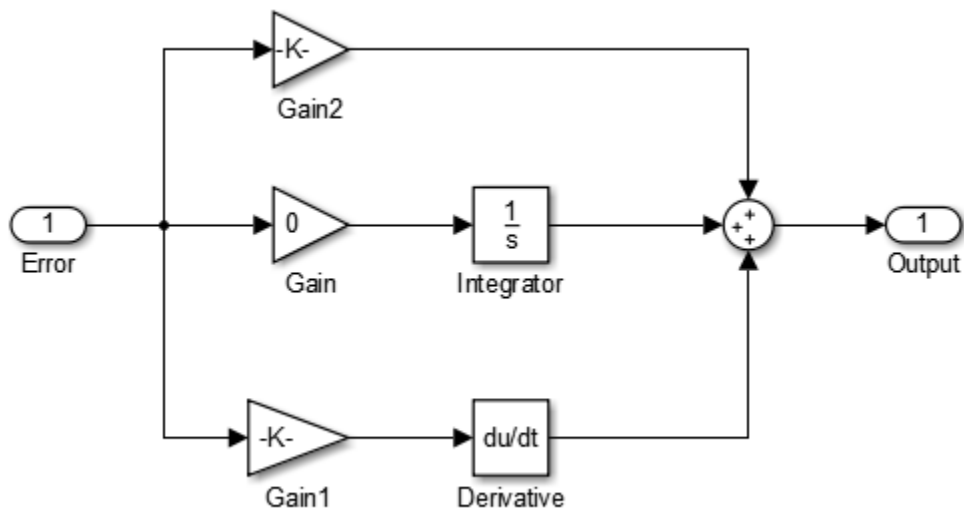 -K-
Gain2
1
Error
0
Gain
1
s
Integrator
+
+
+
1
Output
-K-
Gain1
du/dt
Derivative